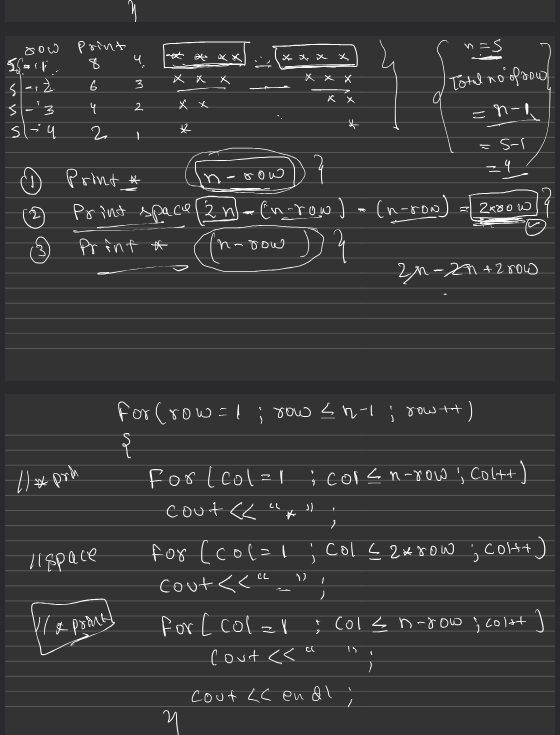 }
row Print n = 5
5 - 1 8 4 * * * * - - * * * * Total no of row
5 - 2 6 3 * * * — * * * = n-1
5 - 3 4 2 * * * * = 5-1
5 - 4 2 1 * * = 4
① Print * n - row }
② Print space 2n - (n-row) - (n-row) = 2*row }
③ Print * (n-row) }
2n - 2n + 2row
for(row = 1 ; row ≤ n-1 ; row++)
{
// * prn for(col=1 ; col ≤ n-row ; col++)
cout << "*" ;
// space for(col=1 ; col ≤ 2*row ; col++)
cout << "_" ;
// * print for(col=1 ; col ≤ n-row ; col++)
cout << " " ;
cout << endl ;
}